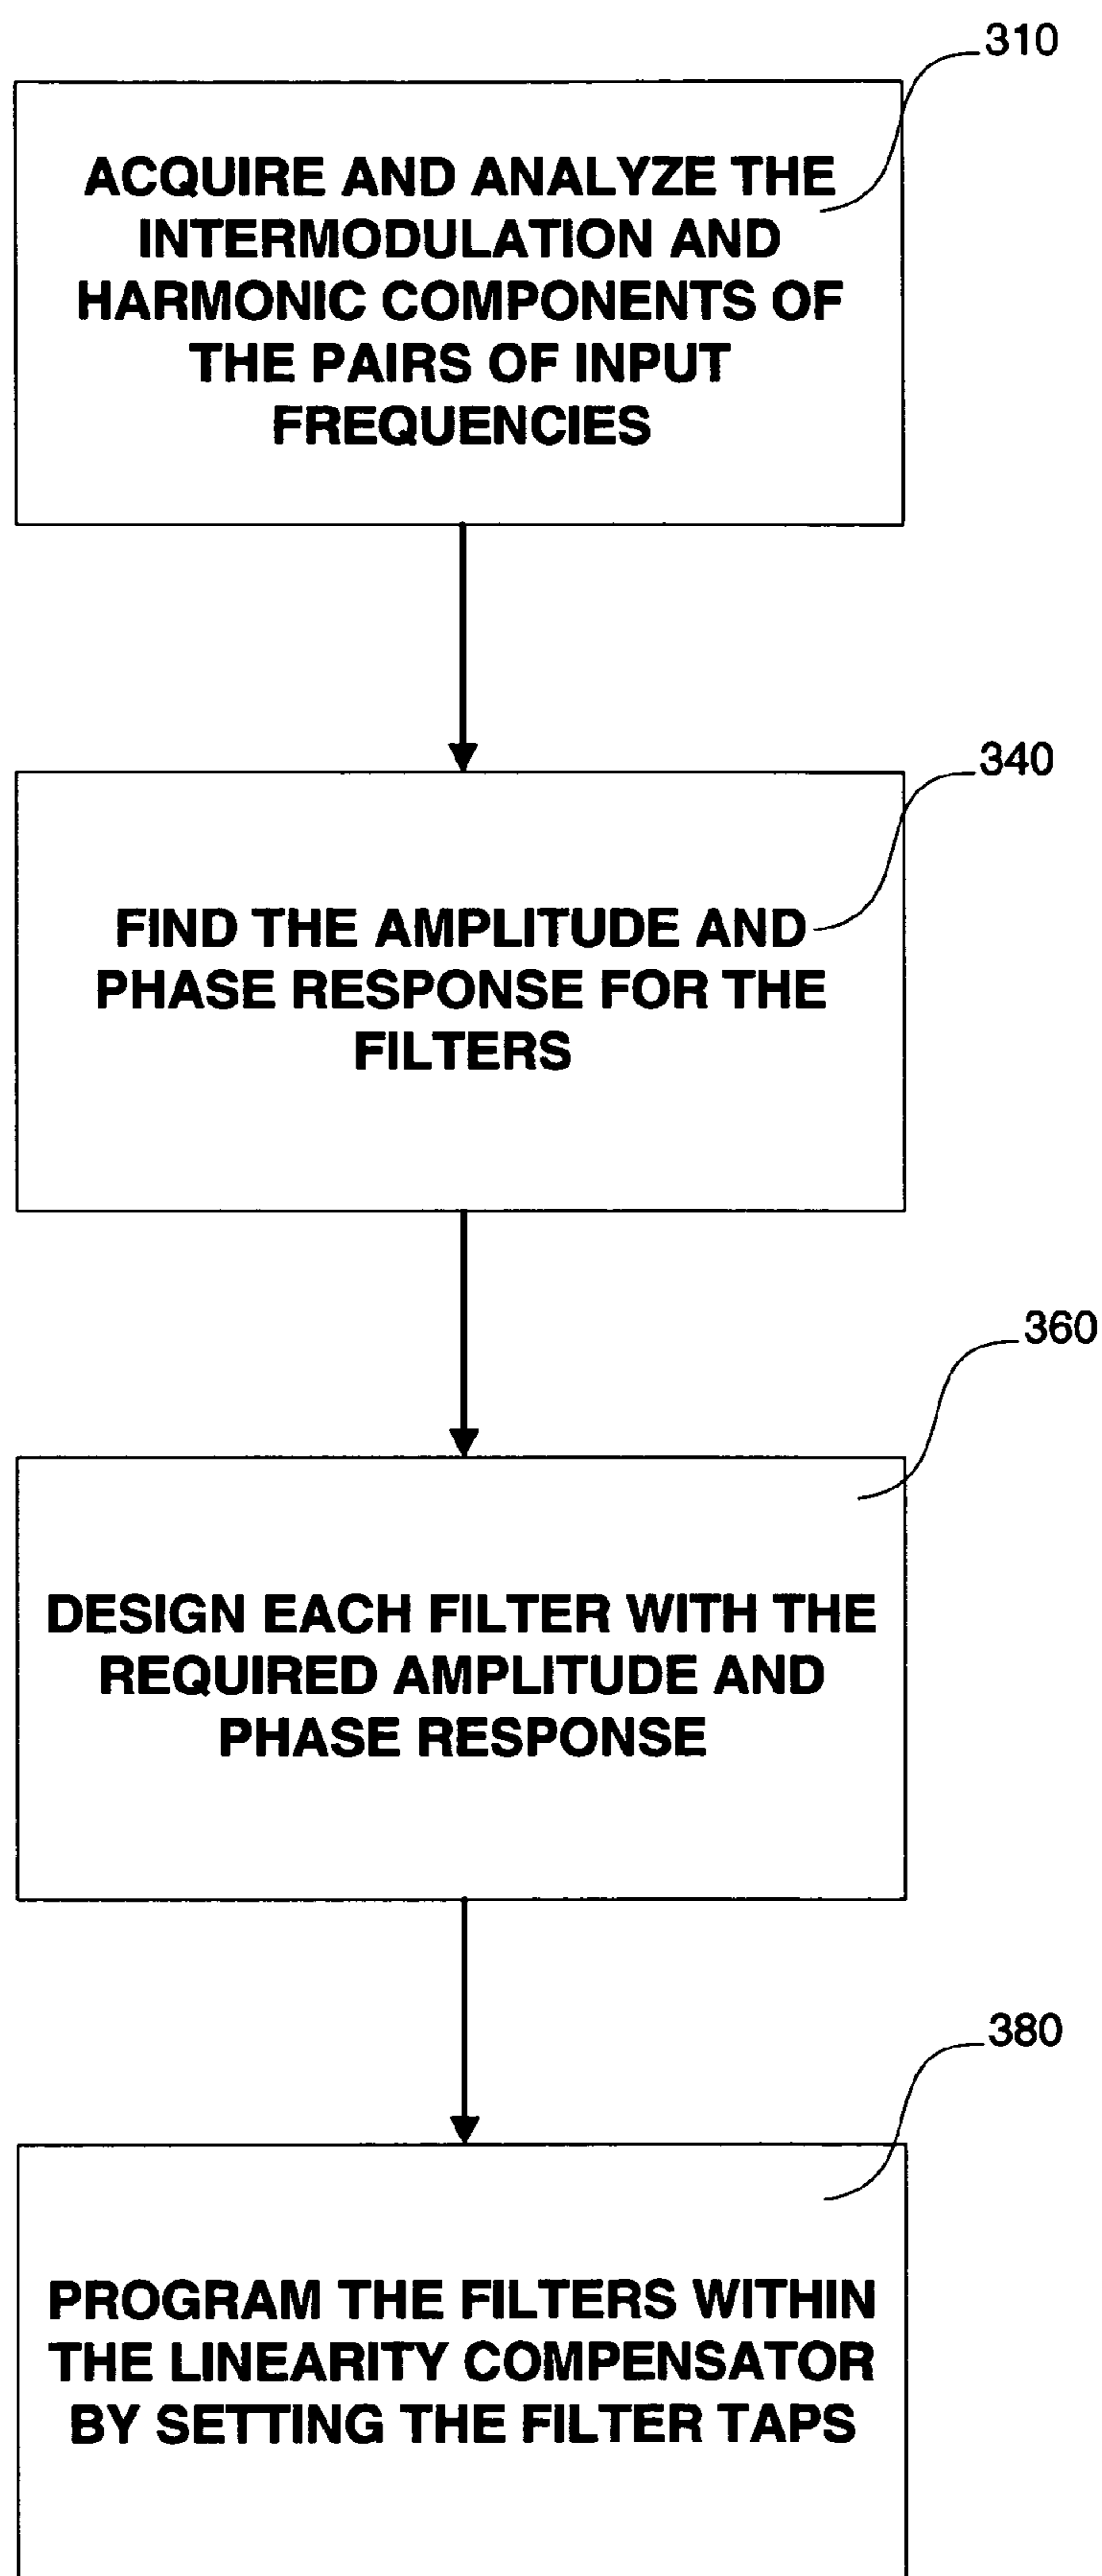 310
ACQUIRE AND ANALYZE THE
INTERMODULATION AND
HARMONIC COMPONENTS OF
THE PAIRS OF INPUT
FREQUENCIES
340
FIND THE AMPLITUDE AND
PHASE RESPONSE FOR THE
FILTERS
360
DESIGN EACH FILTER WITH THE
REQUIRED AMPLITUDE AND
PHASE RESPONSE
380
PROGRAM THE FILTERS WITHIN
THE LINEARITY COMPENSATOR
BY SETTING THE FILTER TAPS